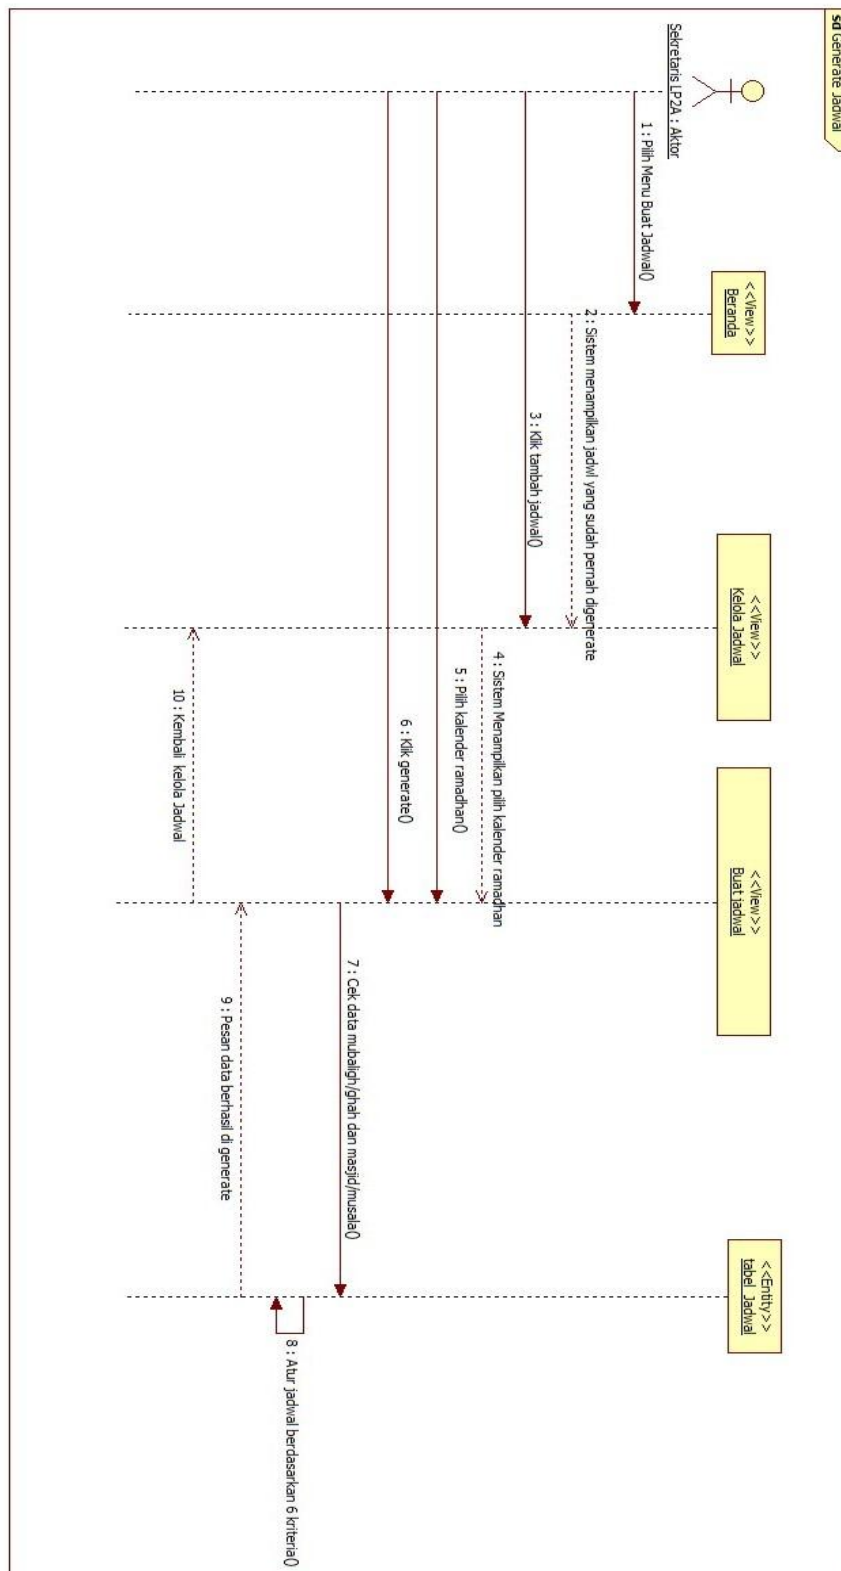 sd Generate Jadwal
Sekretaris LP2A : Aktor
<<View>>
Beranda
<<View>>
Kelola Jadwal
<<View>>
Buat jadwal
<<Entity>>
tabel Jadwal
1 : Pilih Menu Buat Jadwal()
2 : Sistem menampilkan jadwl yang sudah pernah digenerate
3 : Klik tambah jadwal()
4 : Sistem Menampilkan pilih kalender ramadhan
5 : Pilih kalender ramadhan()
6 : Klik generate()
7 : Cek data mubaligh/ghah dan masjid/musala()
8 : Atur jadwal berdasarkan 6 kriteria()
9 : Pesan data berhasil di generate
10 : Kembali kelola Jadwal